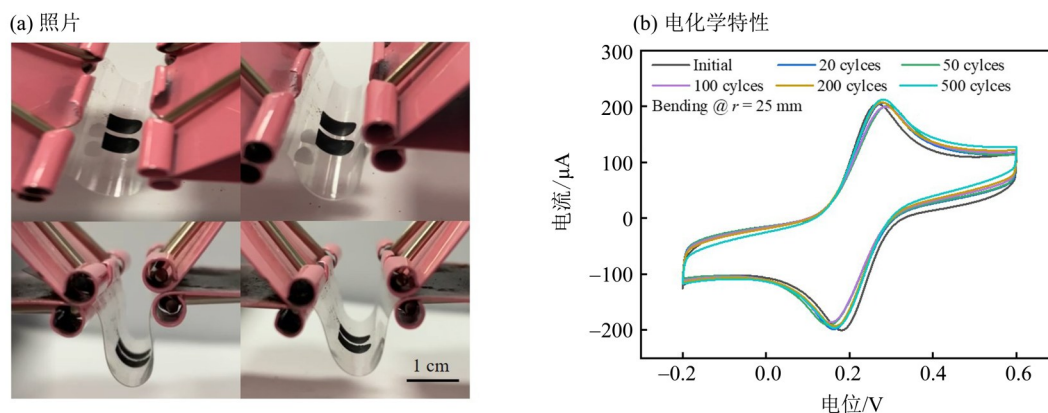 (a) 照片
1 cm
(b) 电化学特性
Initial 20 cylces 50 cylces
100 cylces 200 cylces 500 cylces
Bending @ r = 25 mm
300
200
100
0
−100
−200
电流/μA
−0.2 0.0 0.2 0.4 0.6
电位/V